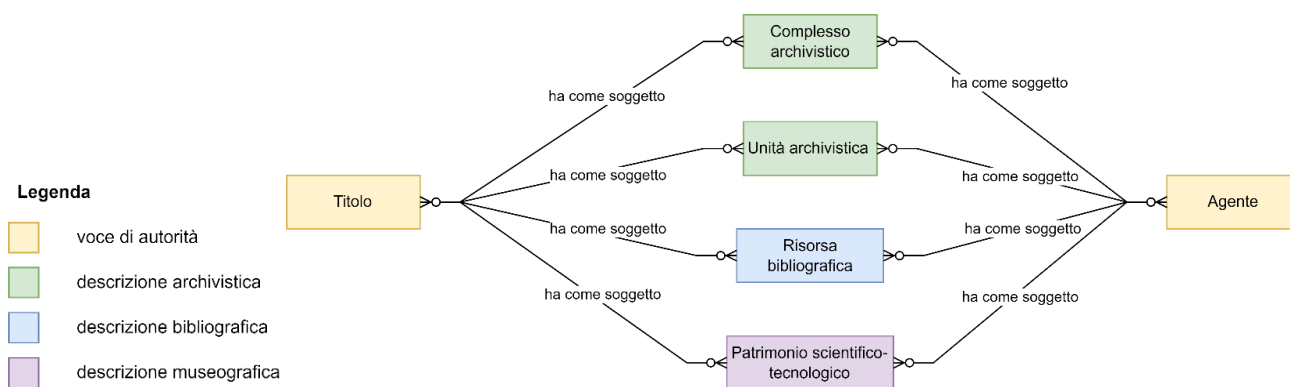 Complesso
archivistico
ha come soggetto
ha come soggetto
Unità archivistica
ha come soggetto
ha come soggetto
Legenda
Titolo
Agente
voce di autorità
ha come soggetto
ha come soggetto
Risorsa
bibliografica
descrizione archivistica
ha come soggetto
ha come soggetto
descrizione bibliografica
Patrimonio scientifico-
tecnologico
descrizione museografica